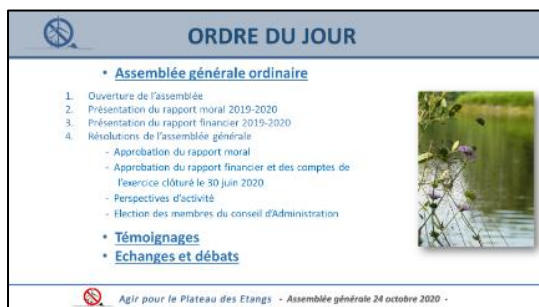 ORDRE DU JOUR
• Assemblée générale ordinaire
1. Ouverture de l'assemblée
2. Présentation du rapport moral 2019-2020
3. Présentation du rapport financier 2019-2020
4. Résolutions de l'assemblée générale
- Approbation du rapport moral
- Approbation du rapport financier et des comptes de
l'exercice clôturé le 30 juin 2020
- Perspectives d'activité
- Election des membres du conseil d'Administration
• Témoignages
• Echanges et débats
Agir pour le Plateau des Etangs - Assemblée générale 24 octobre 2020 -